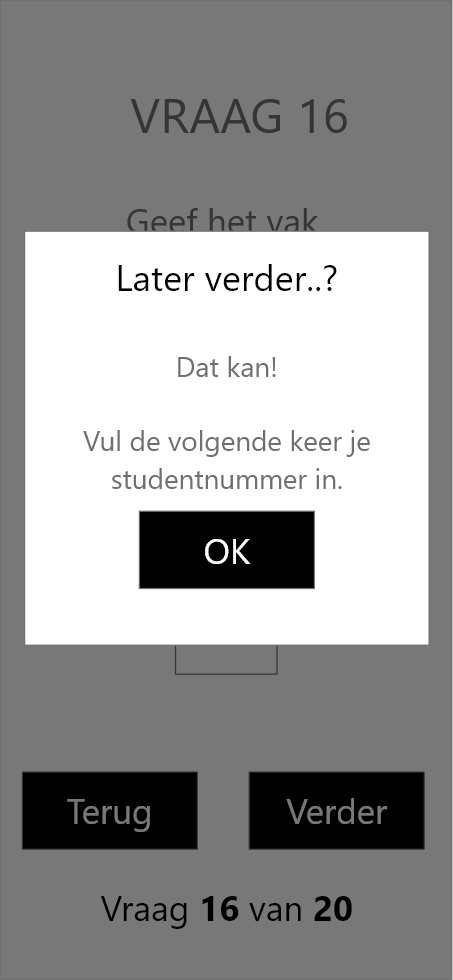 VRAAG 16
Geef het vak
Later verder..?
Dat kan!
Vul de volgende keer je
studentnummer in.
OK
Terug
Verder
Vraag 16 van 20